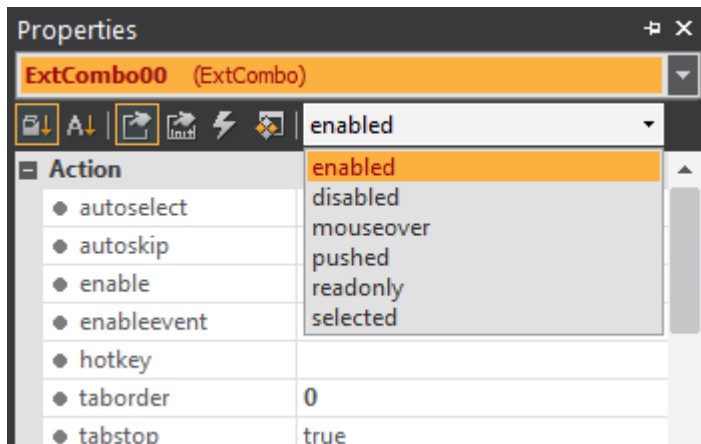 Properties
ExtCombo00 (ExtCombo)
A Init enabled
Action enabled
autoselect disabled
autoskip mouseover
enable pushed
enableevent readonly
hotkey selected
taborder 0
tabstop true